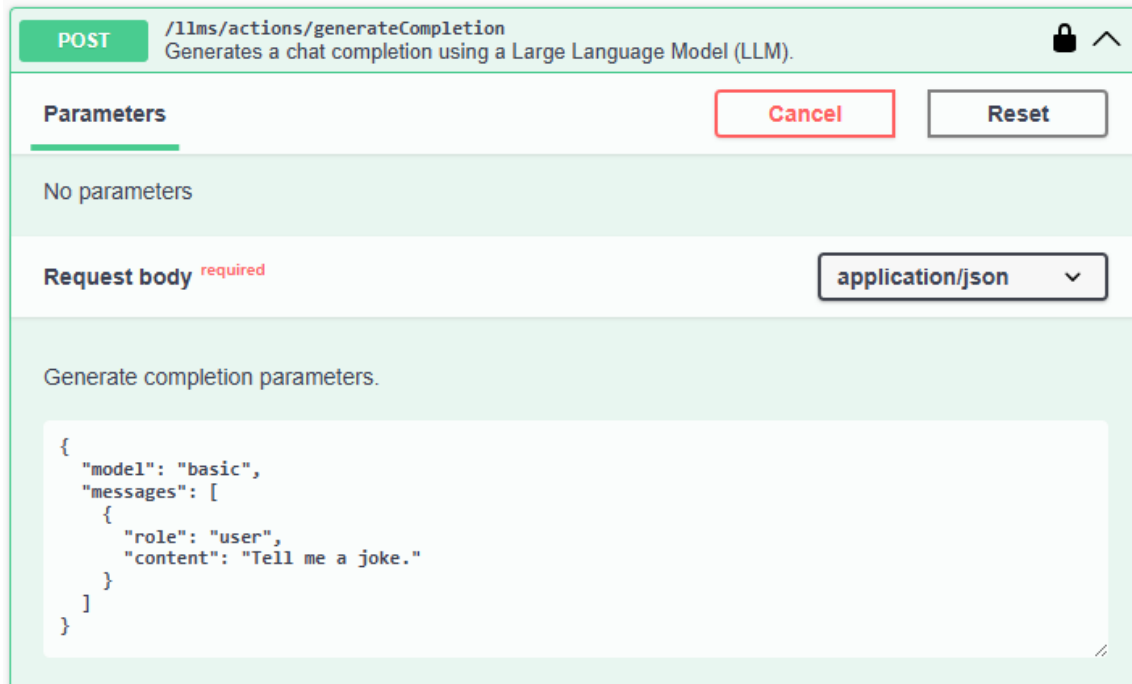 POST
/llms/actions/generateCompletion
Generates a chat completion using a Large Language Model (LLM).
Parameters
Cancel
Reset
No parameters
Request body required
application/json
Generate completion parameters.
{
  "model": "basic",
  "messages": [
    {
      "role": "user",
      "content": "Tell me a joke."
    }
  ]
}